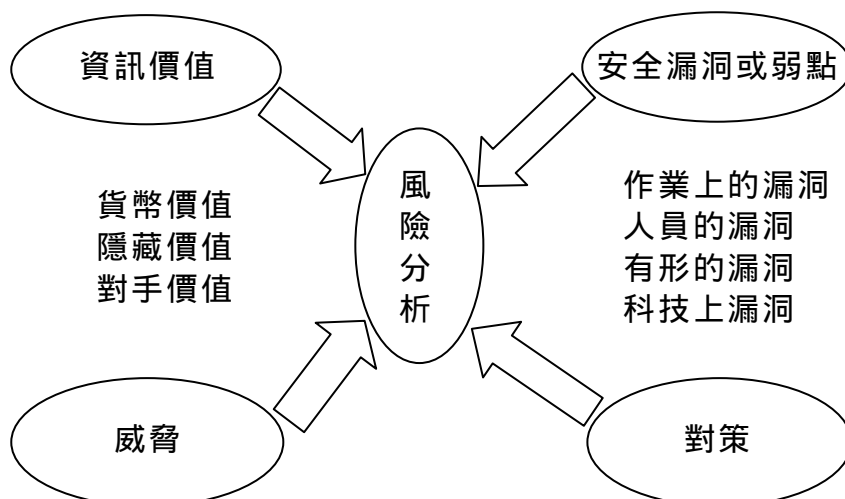 資訊價值
安全漏洞或弱點
風
險
分
析
貨幣價值
隱藏價值
對手價值
作業上的漏洞
人員的漏洞
有形的漏洞
科技上漏洞
威脅
對策